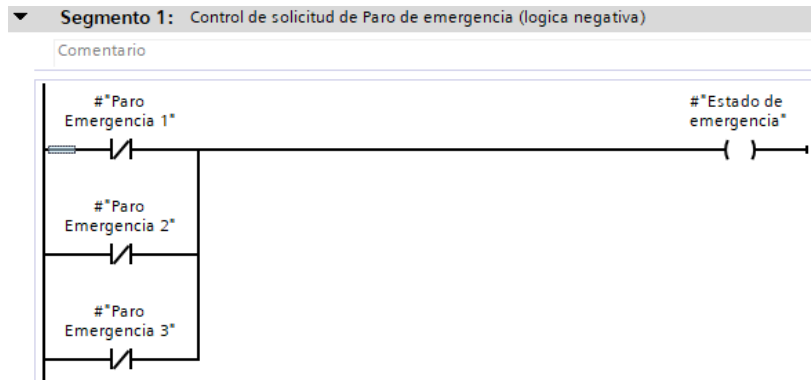 Segmento 1: Control de solicitud de Paro de emergencia (logica negativa)
Comentario
#"Paro
Emergencia 1"
#"Estado de
emergencia"
#"Paro
Emergencia 2"
#"Paro
Emergencia 3"